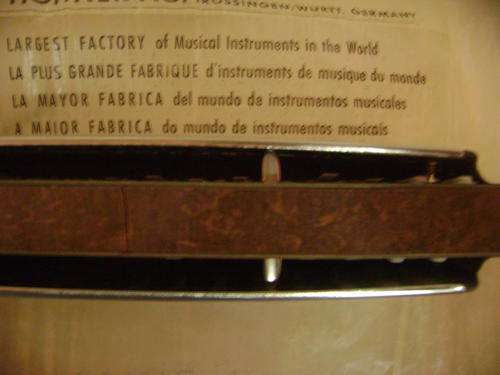 TROSSINGEN/WURTT. GERMANY
LARGEST FACTORY of Musical Instruments in the World
LA PLUS GRANDE FABRIQUE d'instruments de musique du monde
LA MAYOR FABRICA del mundo de instrumentos musicales
A MAIOR FABRICA do mundo de instrumentos musicais